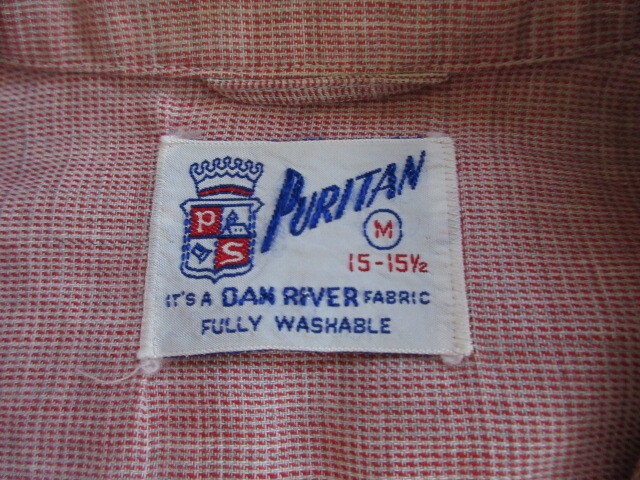 P
S
PURITAN
M
15-15½
IT'S A DAN RIVER FABRIC
FULLY WASHABLE